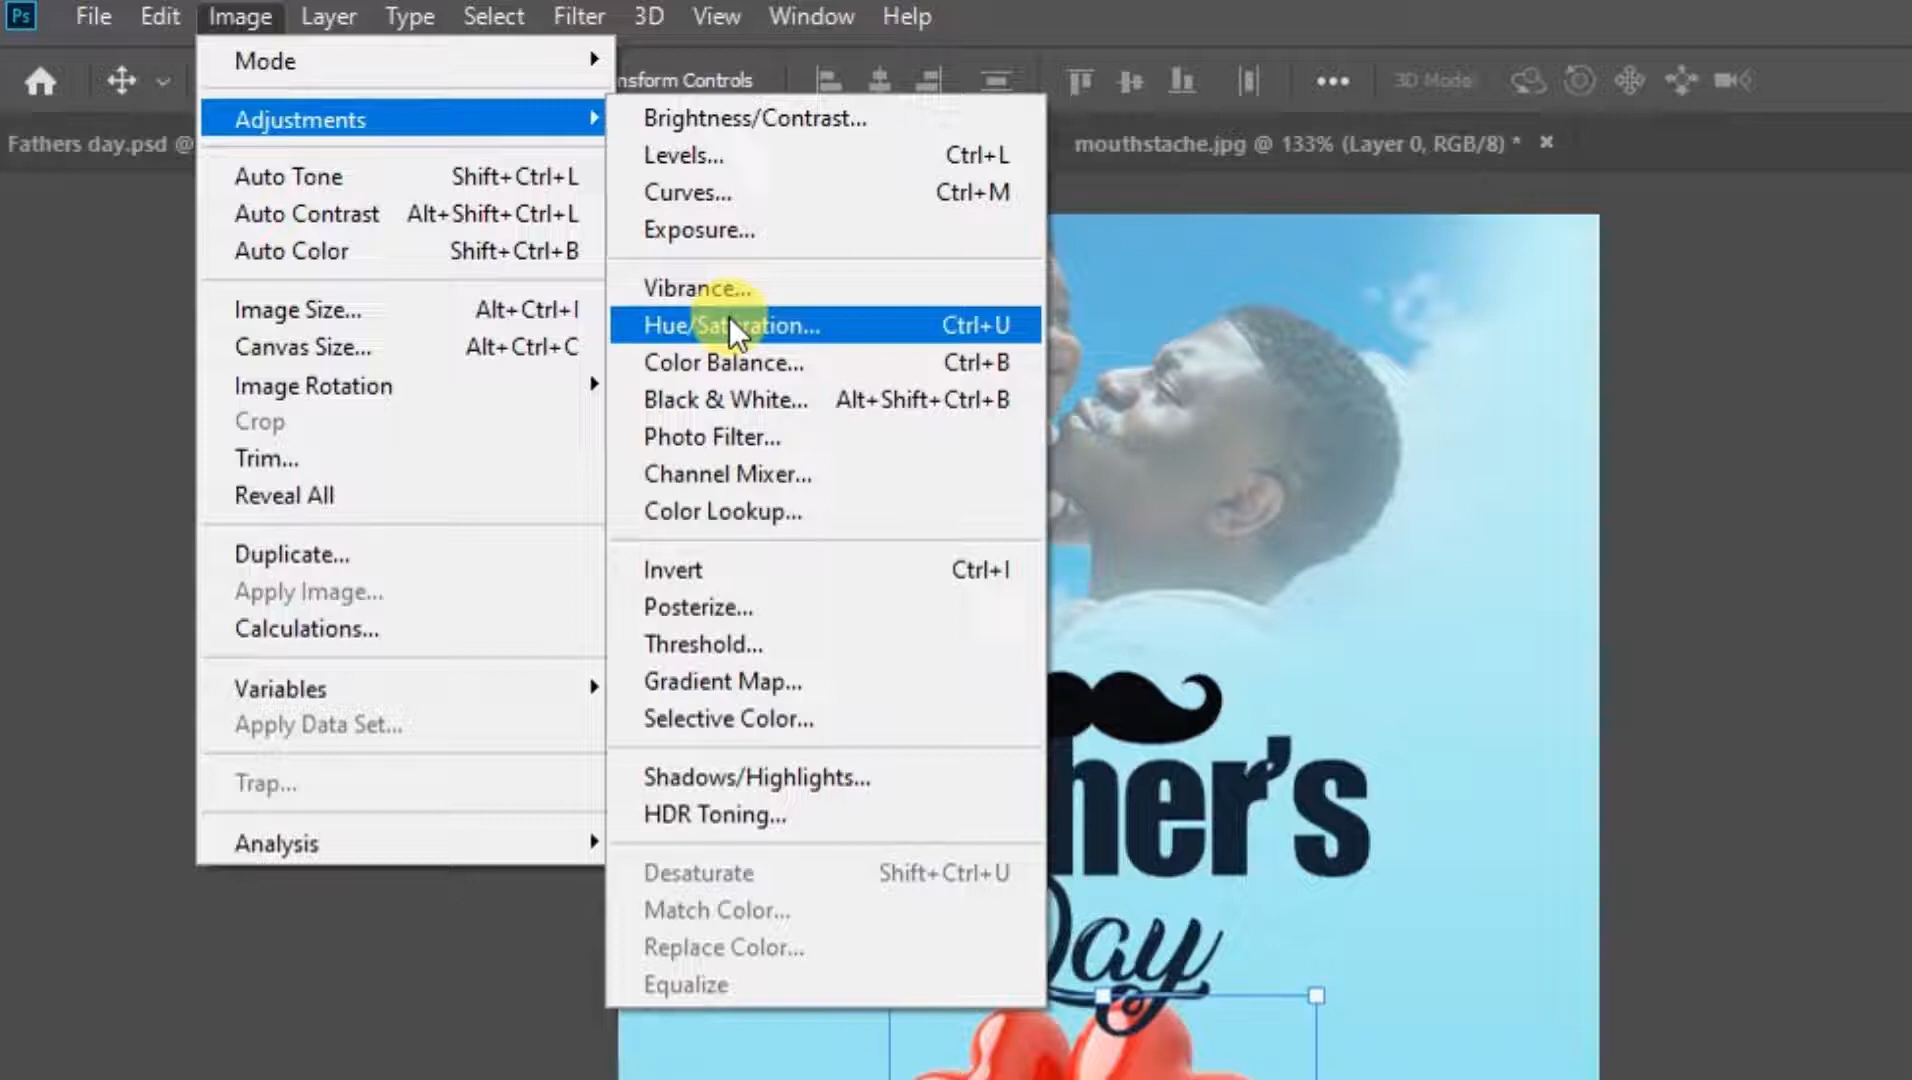 Ps File Edit Image Layer Type Select Filter 3D View Window Help
nsform Controls 3D Mode:
Fathers day.psd @ mouthstache.jpg @ 133% (Layer 0, RGB/8) *
Mode
Adjustments
Auto Tone Shift+Ctrl+L
Auto Contrast Alt+Shift+Ctrl+L
Auto Color Shift+Ctrl+B
Image Size... Alt+Ctrl+I
Canvas Size... Alt+Ctrl+C
Image Rotation
Crop
Trim...
Reveal All
Duplicate...
Apply Image...
Calculations...
Variables
Apply Data Set...
Trap...
Analysis
Brightness/Contrast...
Levels... Ctrl+L
Curves... Ctrl+M
Exposure...
Vibrance...
Hue/Saturation... Ctrl+U
Color Balance... Ctrl+B
Black & White... Alt+Shift+Ctrl+B
Photo Filter...
Channel Mixer...
Color Lookup...
Invert Ctrl+I
Posterize...
Threshold...
Gradient Map...
Selective Color...
Shadows/Highlights...
HDR Toning...
Desaturate Shift+Ctrl+U
Match Color...
Replace Color...
Equalize
her's
Day